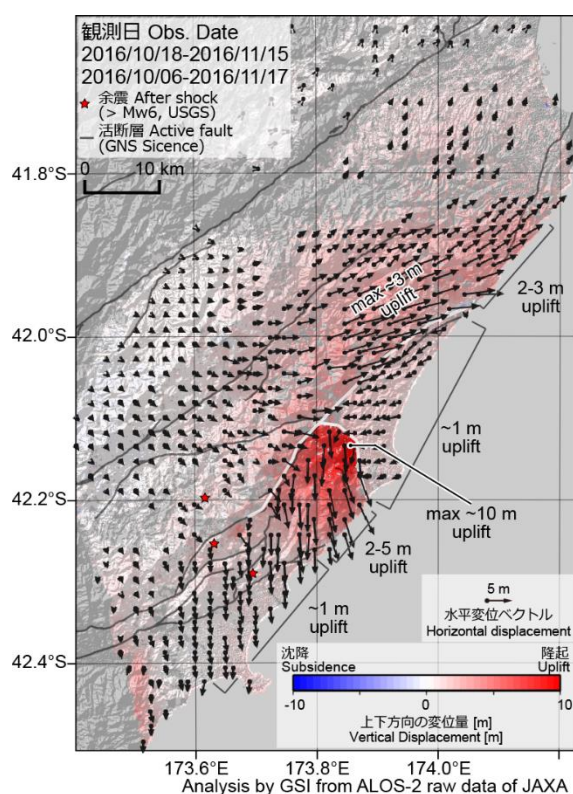 観測日 Obs. Date
2016/10/18-2016/11/15
2016/10/06-2016/11/17
余震 After shock
(> Mw6, USGS)
活断層 Active fault
(GNS Sicence)
0 10 km
41.8°S
max ~3 m
uplift
2-3 m
uplift
42.0°S
~1 m
uplift
42.2°S
max ~10 m
uplift
2-5 m
uplift
~1 m
uplift
5 m
水平変位ベクトル
Horizontal displacement
42.4°S
沈降 隆起
Subsidence Uplift
-10 0 10
上下方向の変位量 [m]
Vertical Displacement [m]
173.6°E 173.8°E 174.0°E
Analysis by GSI from ALOS-2 raw data of JAXA